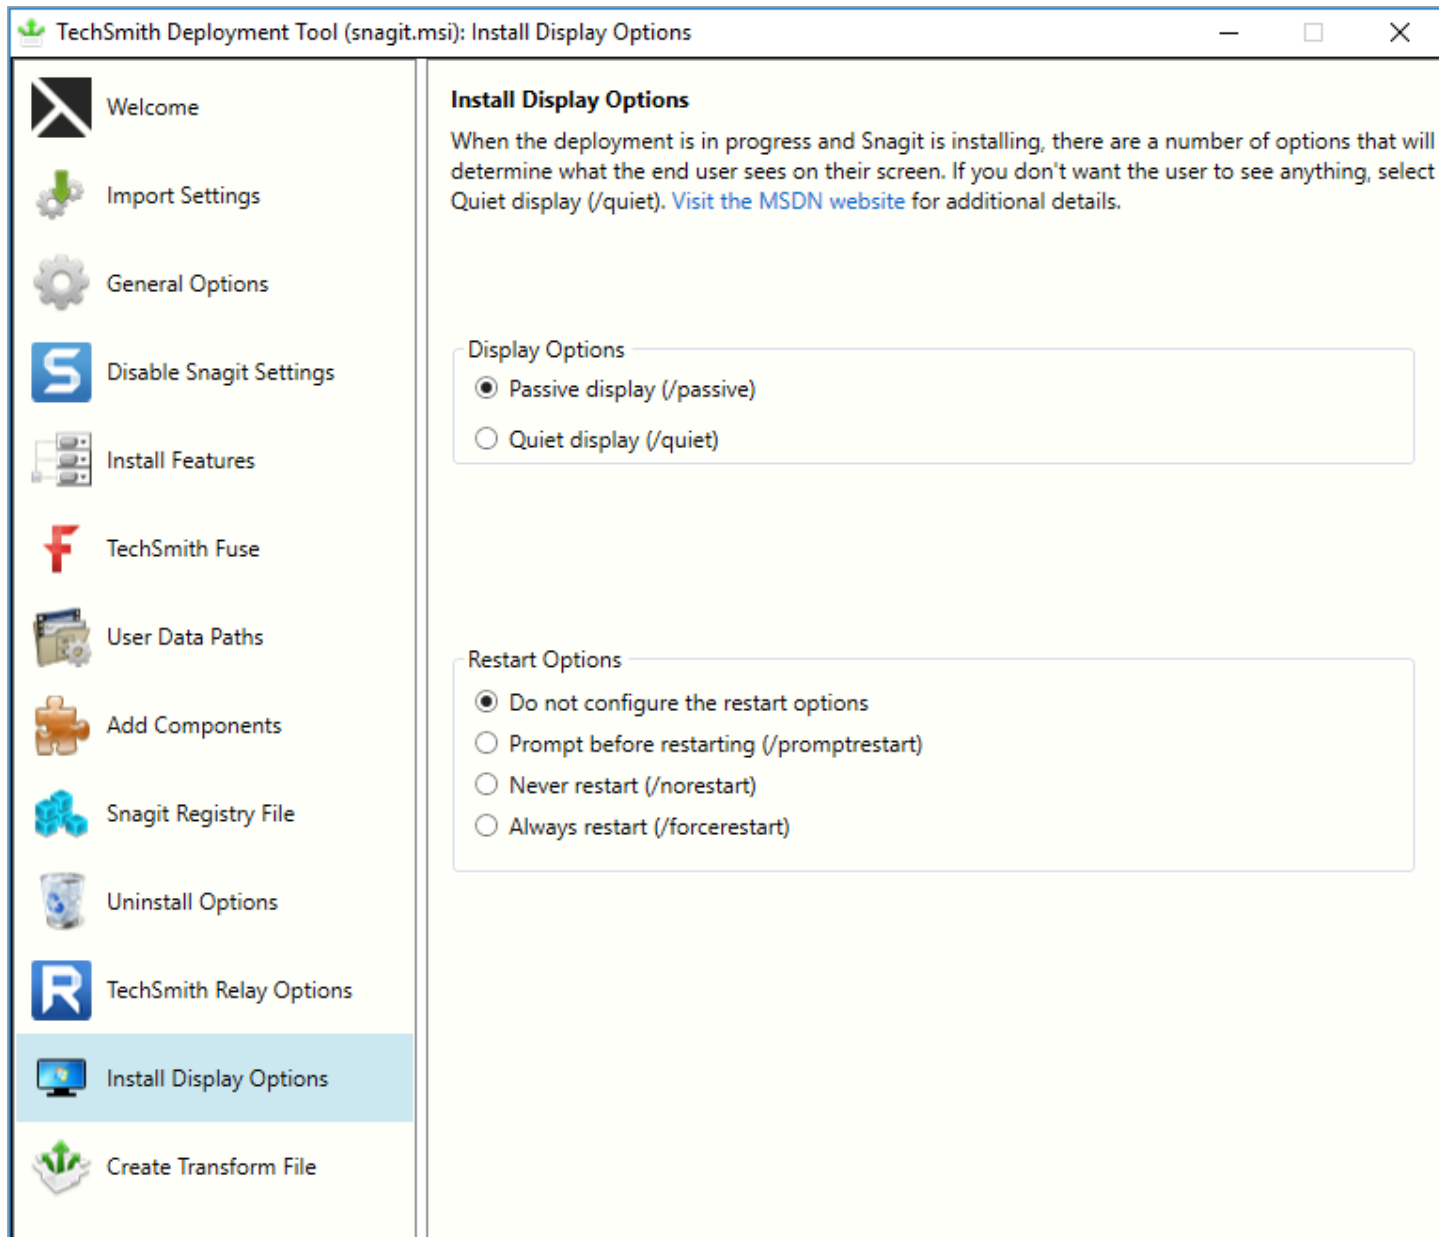 TechSmith Deployment Tool (snagit.msi): Install Display Options
Welcome
Import Settings
General Options
Disable Snagit Settings
Install Features
TechSmith Fuse
User Data Paths
Add Components
Snagit Registry File
Uninstall Options
TechSmith Relay Options
Install Display Options
Create Transform File
Install Display Options
When the deployment is in progress and Snagit is installing, there are a number of options that will
determine what the end user sees on their screen. If you don't want the user to see anything, select
Quiet display (/quiet). Visit the MSDN website for additional details.
Display Options
Passive display (/passive)
Quiet display (/quiet)
Restart Options
Do not configure the restart options
Prompt before restarting (/promptrestart)
Never restart (/norestart)
Always restart (/forcerestart)